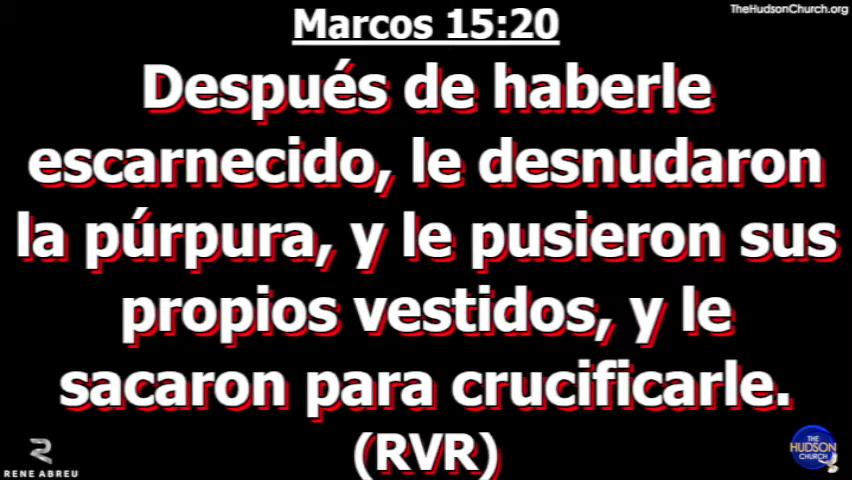 TheHudsonChurch.org
Marcos 15:20
Después de haberle
escarnecido, le desnudaron
la púrpura, y le pusieron sus
propios vestidos, y le
sacaron para crucificarle.
(RVR)
RENE ABREU
THE
HUDSON
CHURCH